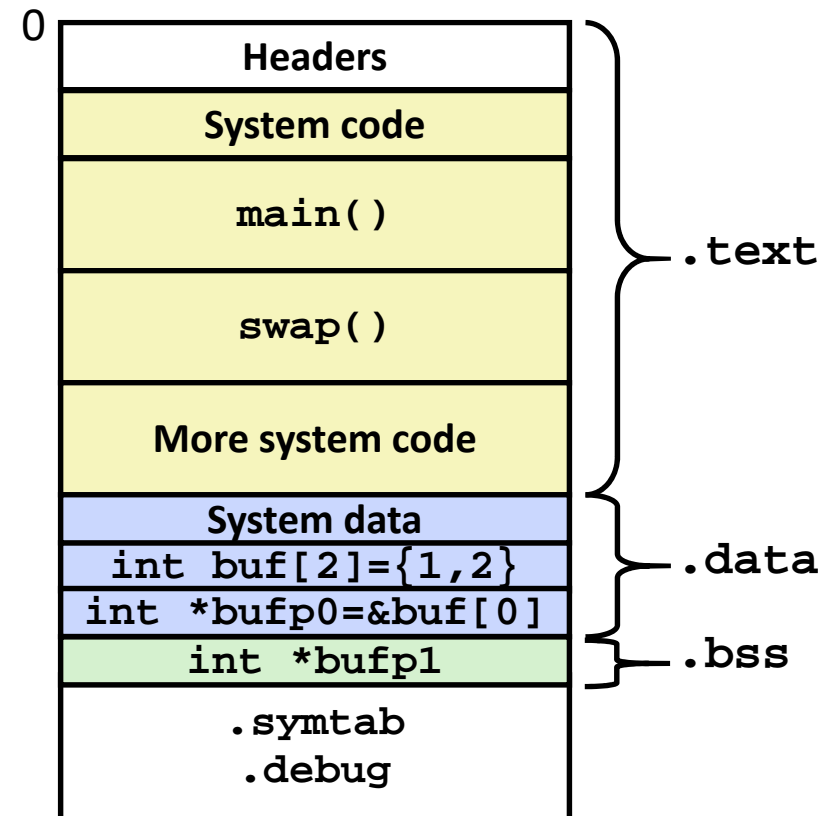 0
Headers
System code
main()
swap()
.text
More system code
System data
int buf[2]={1,2}
int *bufp0=&buf[0]
.data
int *bufp1
.bss
.symtab
.debug